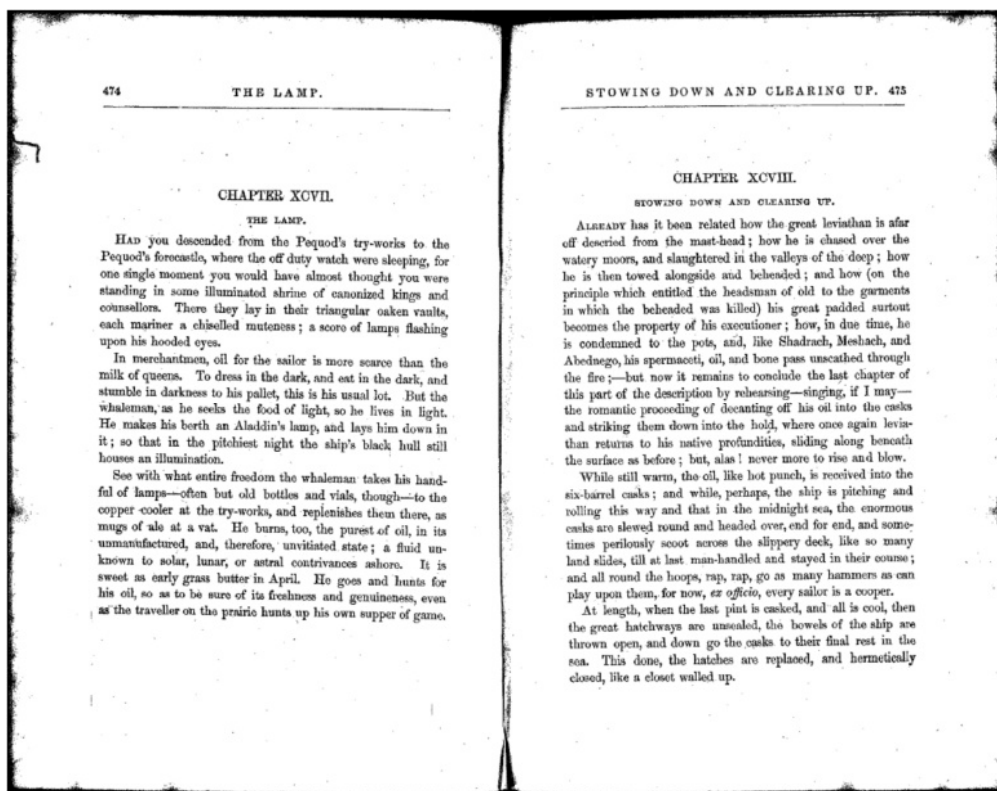 474 THE LAMP.
CHAPTER XCVII.
THE LAMP.
HAD you descended from the Pequod's try-works to the
Pequod's forecastle, where the off duty watch were sleeping, for
one single moment you would have almost thought you were
standing in some illuminated shrine of canonized kings and
counsellors. There they lay in their triangular oaken vaults,
each mariner a chiselled muteness; a score of lamps flashing
upon his hooded eyes.
In merchantmen, oil for the sailor is more scarce than the
milk of queens. To dress in the dark, and eat in the dark, and
stumble in darkness to his pallet, this is his usual lot. But the
whaleman, as he seeks the food of light, so he lives in light.
He makes his berth an Aladdin's lamp, and lays him down in
it; so that in the pitchiest night the ship's black hull still
houses an illumination.
See with what entire freedom the whaleman takes his hand-
ful of lamps—often but old bottles and vials, though—to the
copper cooler at the try-works, and replenishes them there, as
mugs of ale at a vat. He burns, too, the purest of oil, in its
unmanufactured, and, therefore, unvitiated state; a fluid un-
known to solar, lunar, or astral contrivances ashore. It is
sweet as early grass butter in April. He goes and hunts for
his oil, so as to be sure of its freshness and genuineness, even
as the traveller on the prairie hunts up his own supper of game.
STOWING DOWN AND CLEARING UP. 475
CHAPTER XCVIII.
STOWING DOWN AND CLEARING UP.
ALREADY has it been related how the great leviathan is afar
off descried from the mast-head; how he is chased over the
watery moors, and slaughtered in the valleys of the deep; how
he is then towed alongside and beheaded; and how (on the
principle which entitled the headsman of old to the garments
in which the beheaded was killed) his great padded surtout
becomes the property of his executioner; how, in due time, he
is condemned to the pots, and, like Shadrach, Meshach, and
Abednego, his spermaceti, oil, and bone pass unscathed through
the fire;—but now it remains to conclude the last chapter of
this part of the description by rehearsing—singing, if I may—
the romantic proceeding of decanting off his oil into the casks
and striking them down into the hold, where once again levia-
than returns to his native profundities, sliding along beneath
the surface as before; but, alas! never more to rise and blow.
While still warm, the oil, like hot punch, is received into the
six-barrel casks; and while, perhaps, the ship is pitching and
rolling this way and that in the midnight sea, the enormous
casks are slewed round and headed over, end for end, and some-
times perilously scoot across the slippery deck, like so many
land slides, till at last man-handled and stayed in their course;
and all round the hoops, rap, rap, go as many hammers as can
play upon them, for now, ex officio, every sailor is a cooper.
At length, when the last pint is casked, and all is cool, then
the great hatchways are unsealed, the bowels of the ship are
thrown open, and down go the casks to their final rest in the
sea. This done, the hatches are replaced, and hermetically
closed, like a closet walled up.